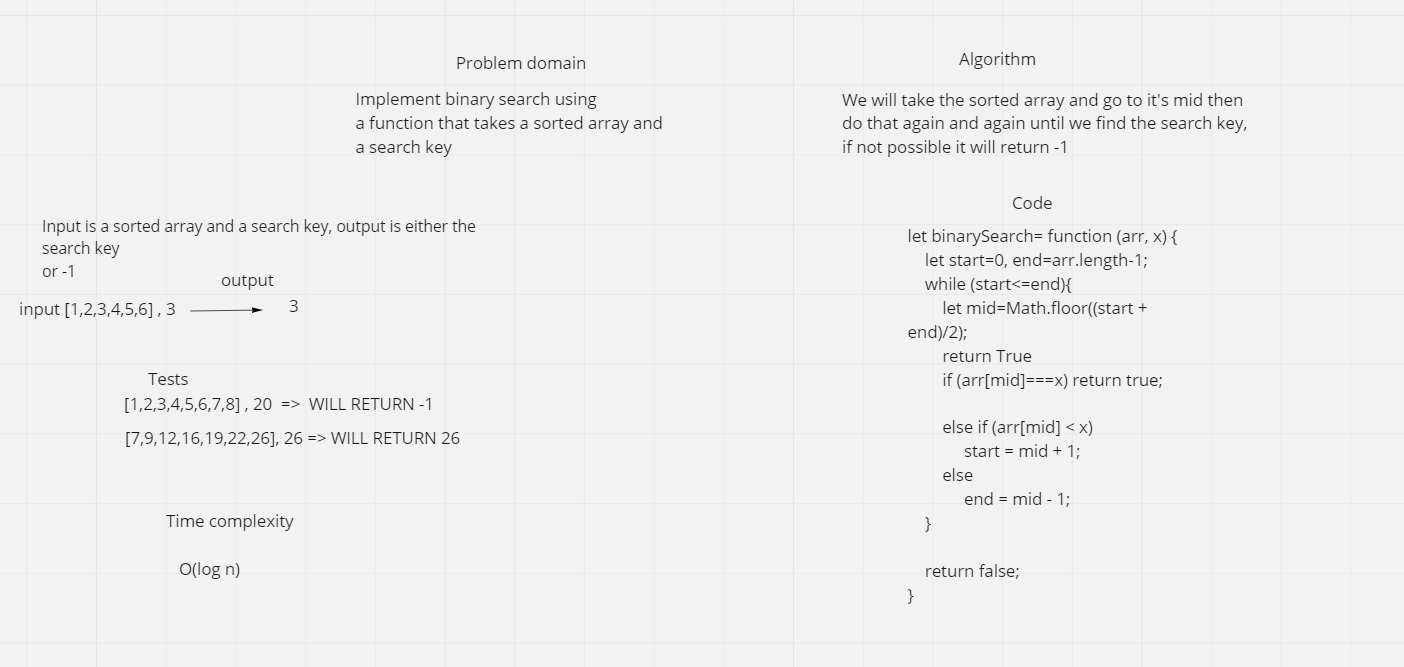 Problem domain
Implement binary search using
a function that takes a sorted array and
a search key
Input is a sorted array and a search key, output is either the
search key
or -1
output
input [1,2,3,4,5,6] , 3
3
Tests
[1,2,3,4,5,6,7,8] , 20  =>  WILL RETURN -1
[7,9,12,16,19,22,26], 26 => WILL RETURN 26
Time complexity
O(log n)
Algorithm
We will take the sorted array and go to it's mid then
do that again and again until we find the search key,
if not possible it will return -1
Code
let binarySearch= function (arr, x) {
let start=0, end=arr.length-1;
while (start<=end){
let mid=Math.floor((start +
end)/2);
return True
if (arr[mid]===x) return true;
else if (arr[mid] < x)
start = mid + 1;
else
end = mid - 1;
}
return false;
}